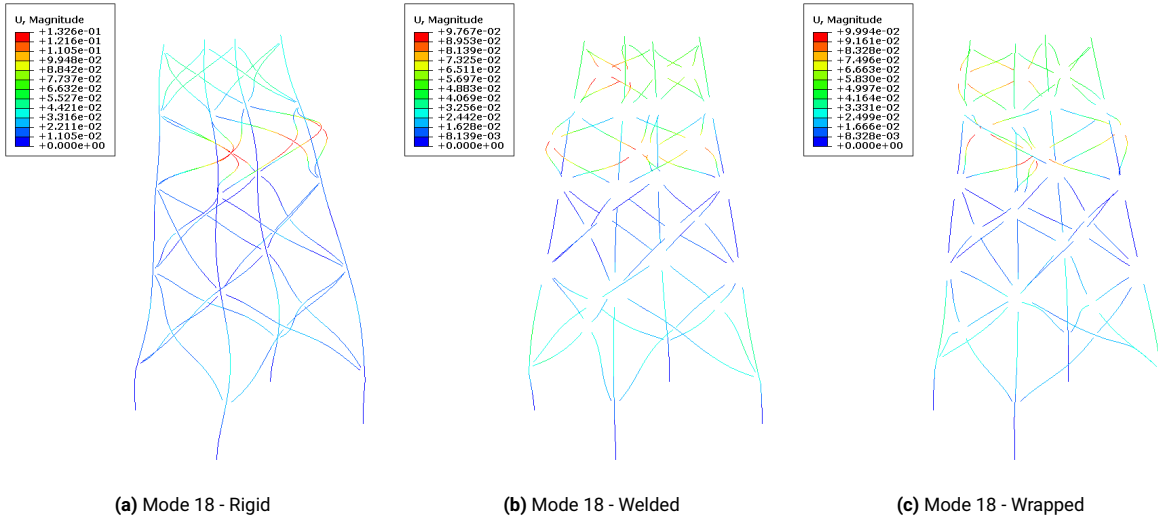 U, Magnitude
+1.326e-01
+1.216e-01
+1.105e-01
+9.948e-02
+8.842e-02
+7.737e-02
+6.632e-02
+5.527e-02
+4.421e-02
+3.316e-02
+2.211e-02
+1.105e-02
+0.000e+00
U, Magnitude
+9.767e-02
+8.953e-02
+8.139e-02
+7.325e-02
+6.511e-02
+5.697e-02
+4.883e-02
+4.069e-02
+3.256e-02
+2.442e-02
+1.628e-02
+8.139e-03
+0.000e+00
U, Magnitude
+9.994e-02
+9.161e-02
+8.328e-02
+7.496e-02
+6.663e-02
+5.830e-02
+4.997e-02
+4.164e-02
+3.331e-02
+2.499e-02
+1.666e-02
+8.328e-03
+0.000e+00
(a) Mode 18 - Rigid
(b) Mode 18 - Welded
(c) Mode 18 - Wrapped